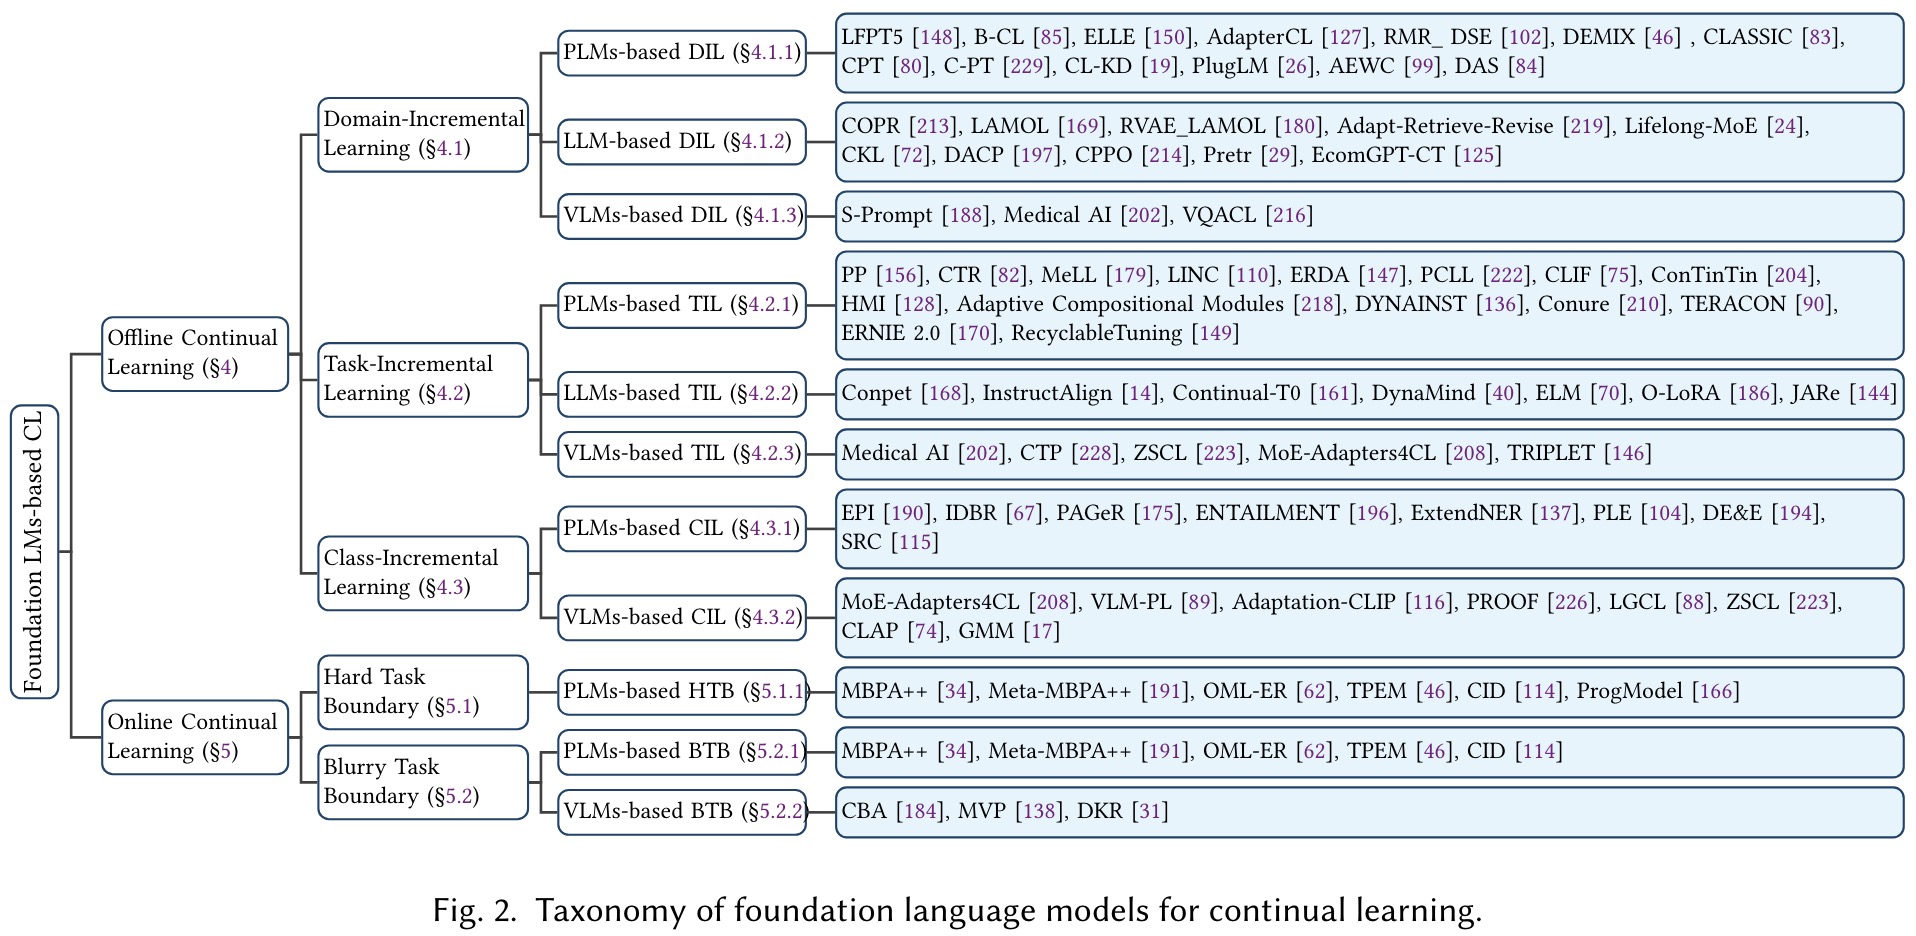 Foundation LMs-based CL
Offline Continual
Learning (§4)
Domain-Incremental
Learning (§4.1)
PLMs-based DIL (§4.1.1)
LFPT5 [148], B-CL [85], ELLE [150], AdapterCL [127], RMR_ DSE [102], DEMIX [46] , CLASSIC [83],
CPT [80], C-PT [229], CL-KD [19], PlugLM [26], AEWC [99], DAS [84]
LLM-based DIL (§4.1.2)
COPR [213], LAMOL [169], RVAE_LAMOL [180], Adapt-Retrieve-Revise [219], Lifelong-MoE [24],
CKL [72], DACP [197], CPPO [214], Pretr [29], EcomGPT-CT [125]
VLMs-based DIL (§4.1.3)
S-Prompt [188], Medical AI [202], VQACL [216]
Task-Incremental
Learning (§4.2)
PLMs-based TIL (§4.2.1)
PP [156], CTR [82], MeLL [179], LINC [110], ERDA [147], PCLL [222], CLIF [75], ConTinTin [204],
HMI [128], Adaptive Compositional Modules [218], DYNAINST [136], Conure [210], TERACON [90],
ERNIE 2.0 [170], RecyclableTuning [149]
LLMs-based TIL (§4.2.2)
Conpet [168], InstructAlign [14], Continual-T0 [161], DynaMind [40], ELM [70], O-LoRA [186], JARe [144]
VLMs-based TIL (§4.2.3)
Medical AI [202], CTP [228], ZSCL [223], MoE-Adapters4CL [208], TRIPLET [146]
Class-Incremental
Learning (§4.3)
PLMs-based CIL (§4.3.1)
EPI [190], IDBR [67], PAGeR [175], ENTAILMENT [196], ExtendNER [137], PLE [104], DE&E [194],
SRC [115]
VLMs-based CIL (§4.3.2)
MoE-Adapters4CL [208], VLM-PL [89], Adaptation-CLIP [116], PROOF [226], LGCL [88], ZSCL [223],
CLAP [74], GMM [17]
Online Continual
Learning (§5)
Hard Task
Boundary (§5.1)
PLMs-based HTB (§5.1.1)
MBPA++ [34], Meta-MBPA++ [191], OML-ER [62], TPEM [46], CID [114], ProgModel [166]
Blurry Task
Boundary (§5.2)
PLMs-based BTB (§5.2.1)
MBPA++ [34], Meta-MBPA++ [191], OML-ER [62], TPEM [46], CID [114]
VLMs-based BTB (§5.2.2)
CBA [184], MVP [138], DKR [31]
Fig. 2. Taxonomy of foundation language models for continual learning.